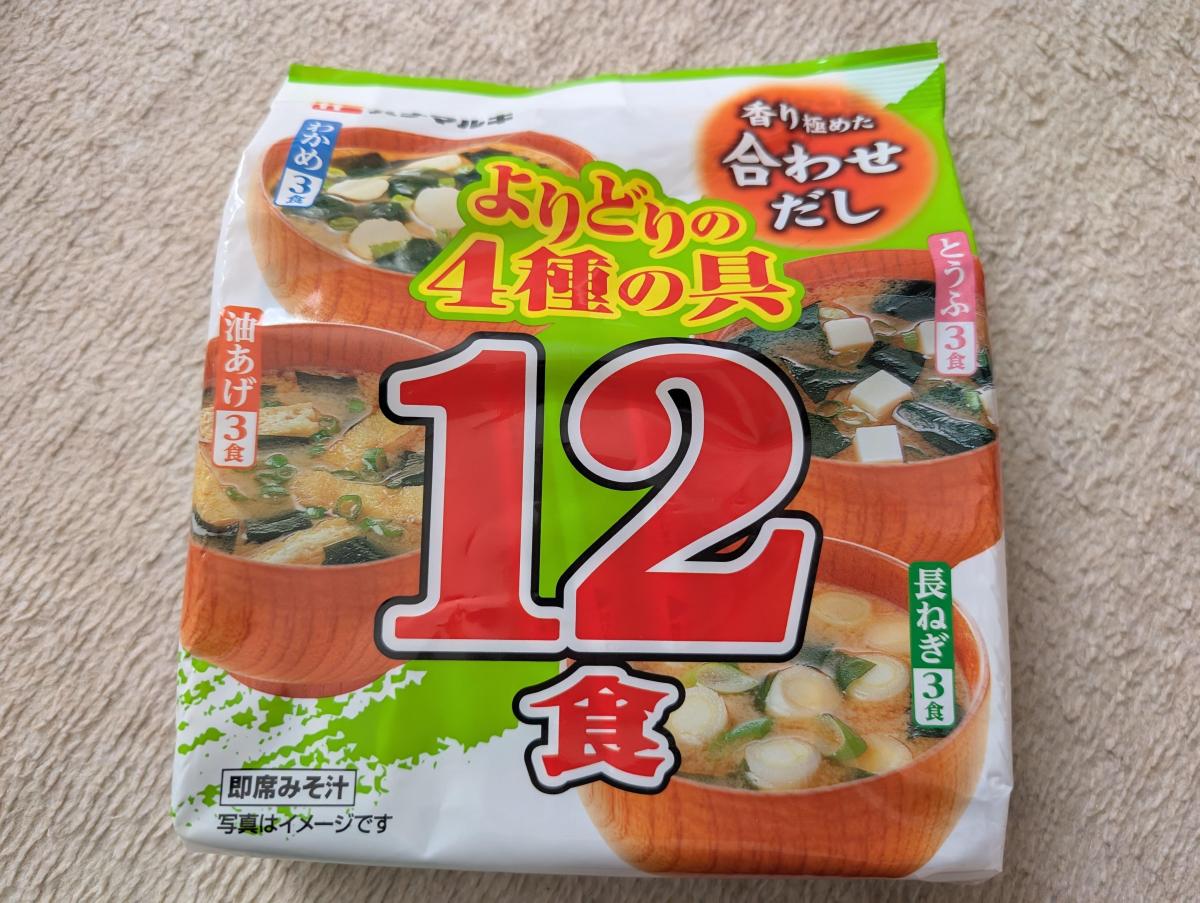 ハナマルキ
香り極めた
合わせ
だし
わかめ3食
よりどりの
4種の具
とうふ3食
油あげ3食
12
食
長ねぎ3食
即席みそ汁
写真はイメージです